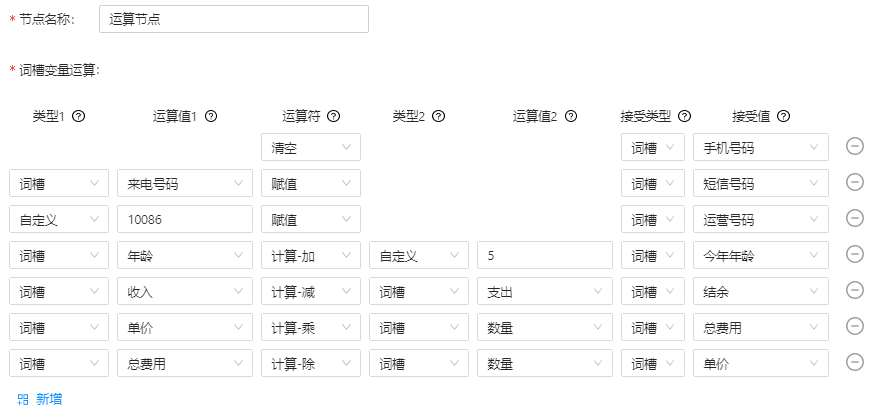 * 节点名称: 运算节点
* 词槽变量运算:
类型1 ? 运算值1 ? 运算符 ? 类型2 ? 运算值2 ? 接受类型 ? 接受值 ?
清空 词槽 手机号码
词槽 来电号码 赋值 词槽 短信号码
自定义 10086 赋值 词槽 运营号码
词槽 年龄 计算-加 自定义 5 词槽 今年年龄
词槽 收入 计算-减 词槽 支出 词槽 结余
词槽 单价 计算-乘 词槽 数量 词槽 总费用
词槽 总费用 计算-除 词槽 数量 词槽 单价
新增